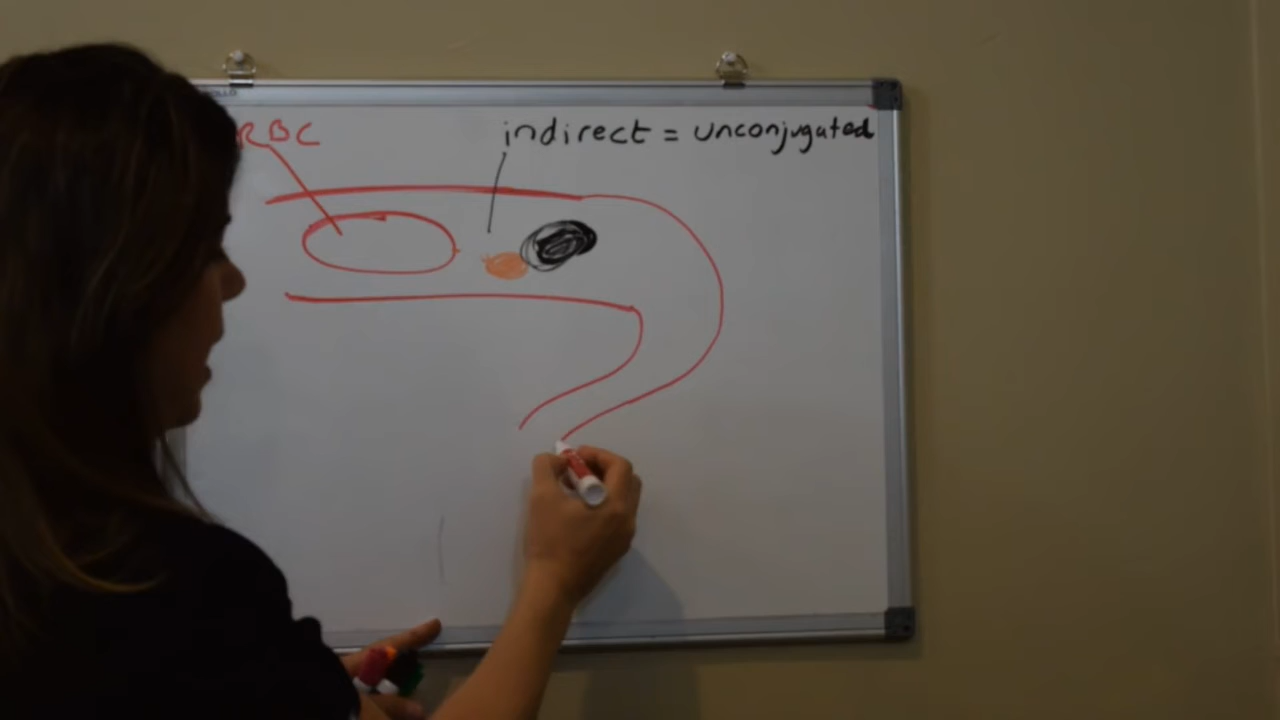 RBC
indirect = unconjugated